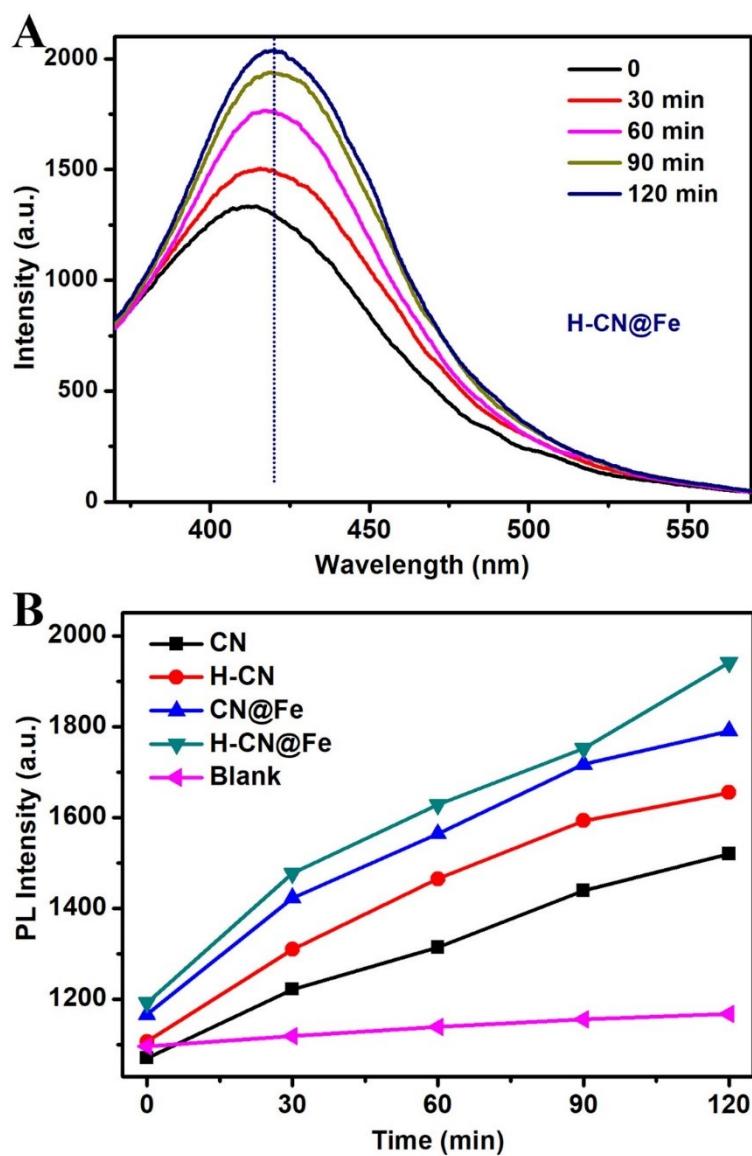 A
2000
1500
1000
500
0
Intensity (a.u.)
0
30 min
60 min
90 min
120 min
H-CN@Fe
400
450
500
550
Wavelength (nm)
B
2000
1800
1600
1400
1200
PL Intensity (a.u.)
CN
H-CN
CN@Fe
H-CN@Fe
Blank
0
30
60
90
120
Time (min)